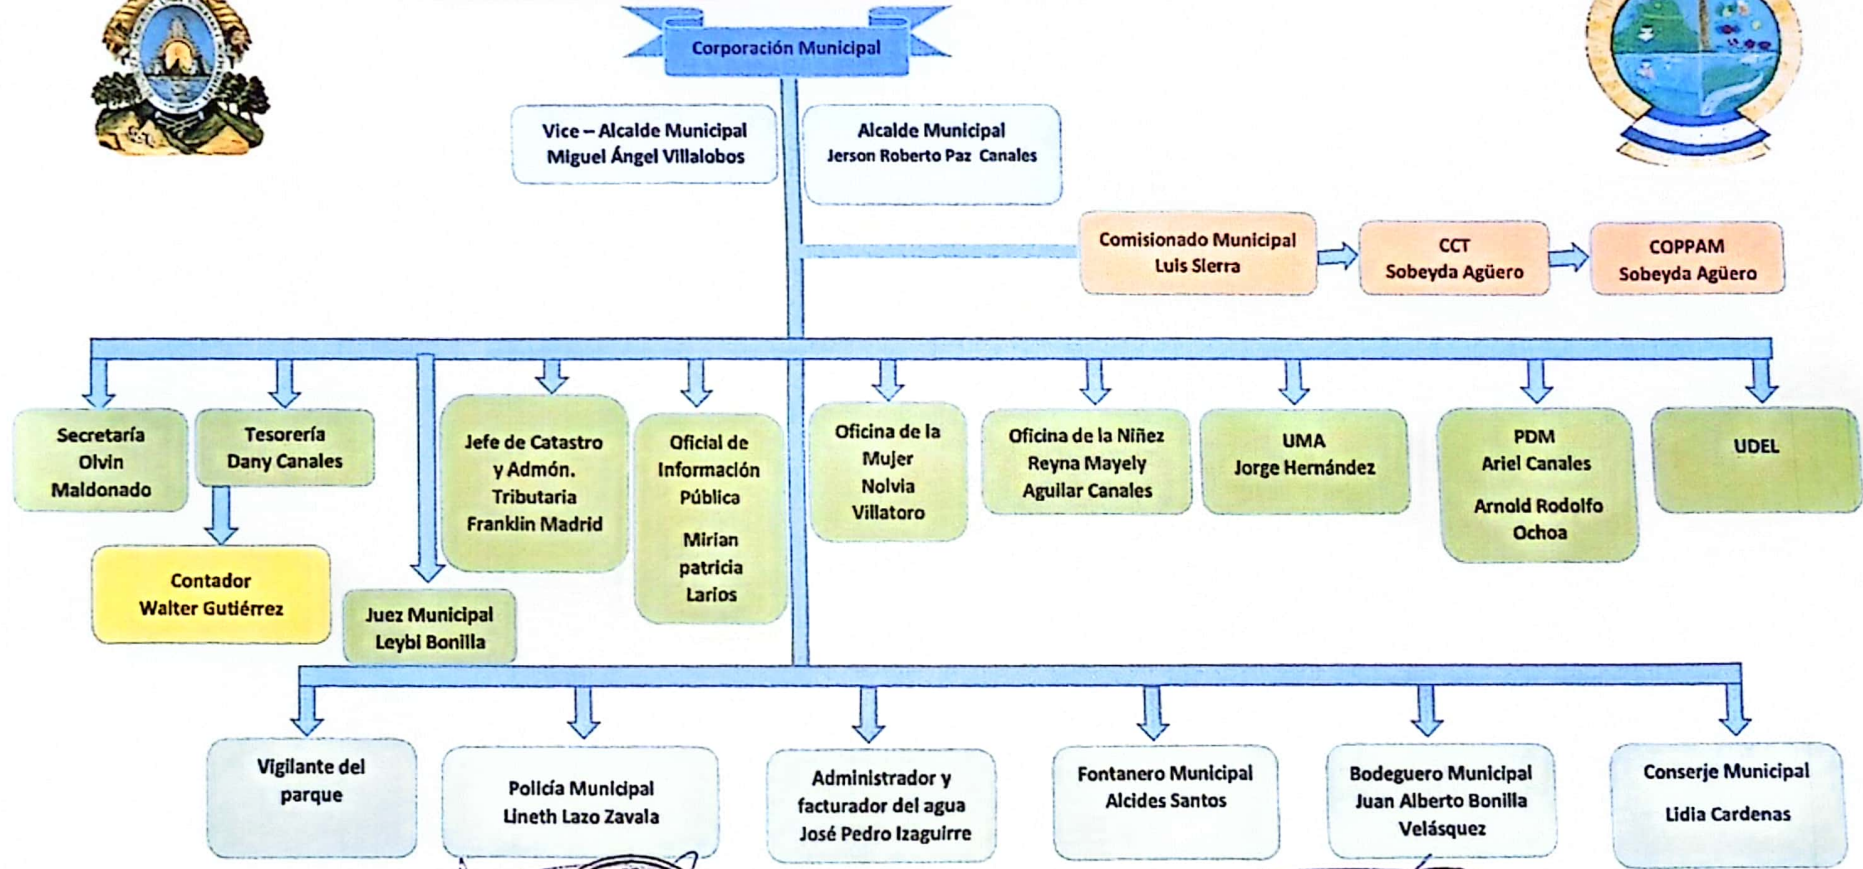 Corporación Municipal
Vice – Alcalde Municipal
Miguel Ángel Villalobos
Alcalde Municipal
Jerson Roberto Paz Canales
Comisionado Municipal
Luis Sierra
CCT
Sobeyda Agüero
COPPAM
Sobeyda Agüero
Secretaría
Olvin
Maldonado
Tesorería
Dany Canales
Contador
Walter Gutiérrez
Juez Municipal
Leybi Bonilla
Jefe de Catastro
y Admón.
Tributaria
Franklin Madrid
Oficial de
Información
Pública
Mirian
patricia
Larios
Oficina de la
Mujer
Nolvia
Villatoro
Oficina de la Niñez
Reyna Mayely
Aguilar Canales
UMA
Jorge Hernández
PDM
Ariel Canales
Arnold Rodolfo
Ochoa
UDEL
Vigilante del
parque
Policía Municipal
Lineth Lazo Zavala
Administrador y
facturador del agua
José Pedro Izaguirre
Fontanero Municipal
Alcides Santos
Bodeguero Municipal
Juan Alberto Bonilla
Velásquez
Conserje Municipal
Lidia Cardenas